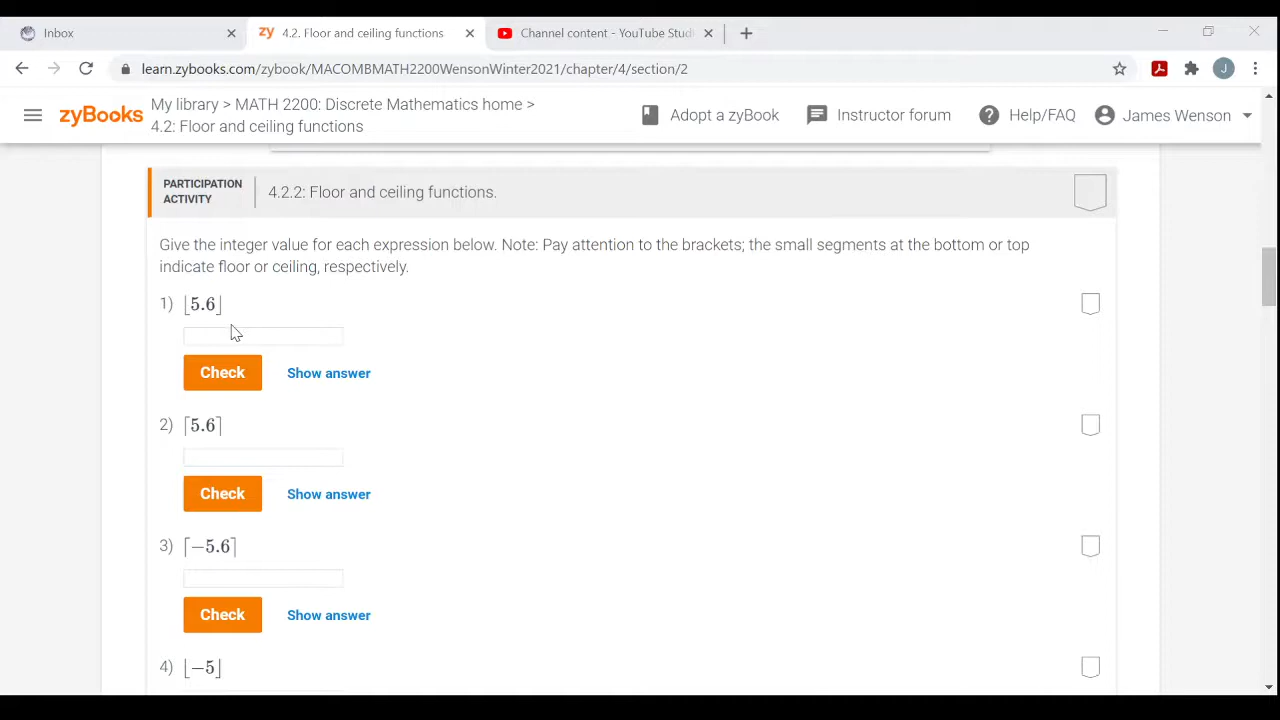 Inbox
zy 4.2. Floor and ceiling functions
Channel content - YouTube Stud
learn.zybooks.com/zybook/MACOMBMATH2200WensonWinter2021/chapter/4/section/2
J
zyBooks
My library > MATH 2200: Discrete Mathematics home >
4.2: Floor and ceiling functions
Adopt a zyBook
Instructor forum
Help/FAQ
James Wenson
PARTICIPATION
ACTIVITY
4.2.2: Floor and ceiling functions.
Give the integer value for each expression below. Note: Pay attention to the brackets; the small segments at the bottom or top
indicate floor or ceiling, respectively.
1) ⌊5.6⌋
Check Show answer
2) ⌈5.6⌉
Check Show answer
3) ⌈−5.6⌉
Check Show answer
4) ⌊−5⌋